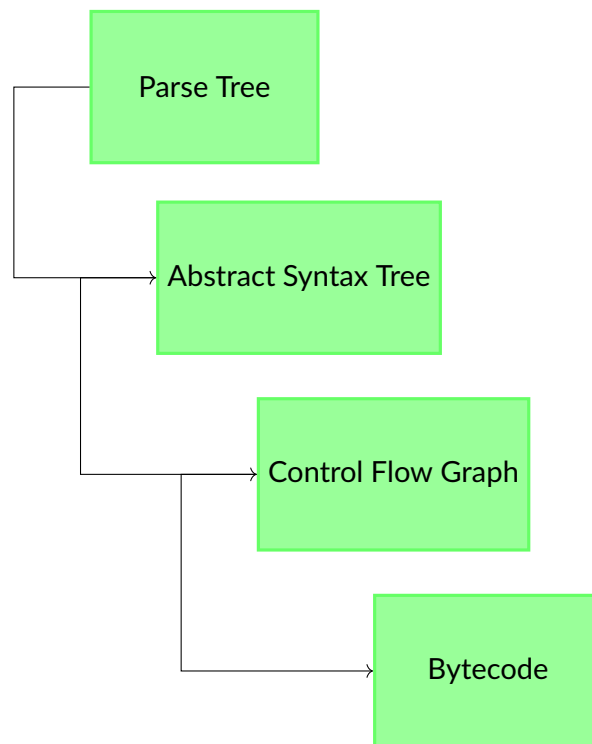 Parse Tree
Abstract Syntax Tree
Control Flow Graph
Bytecode